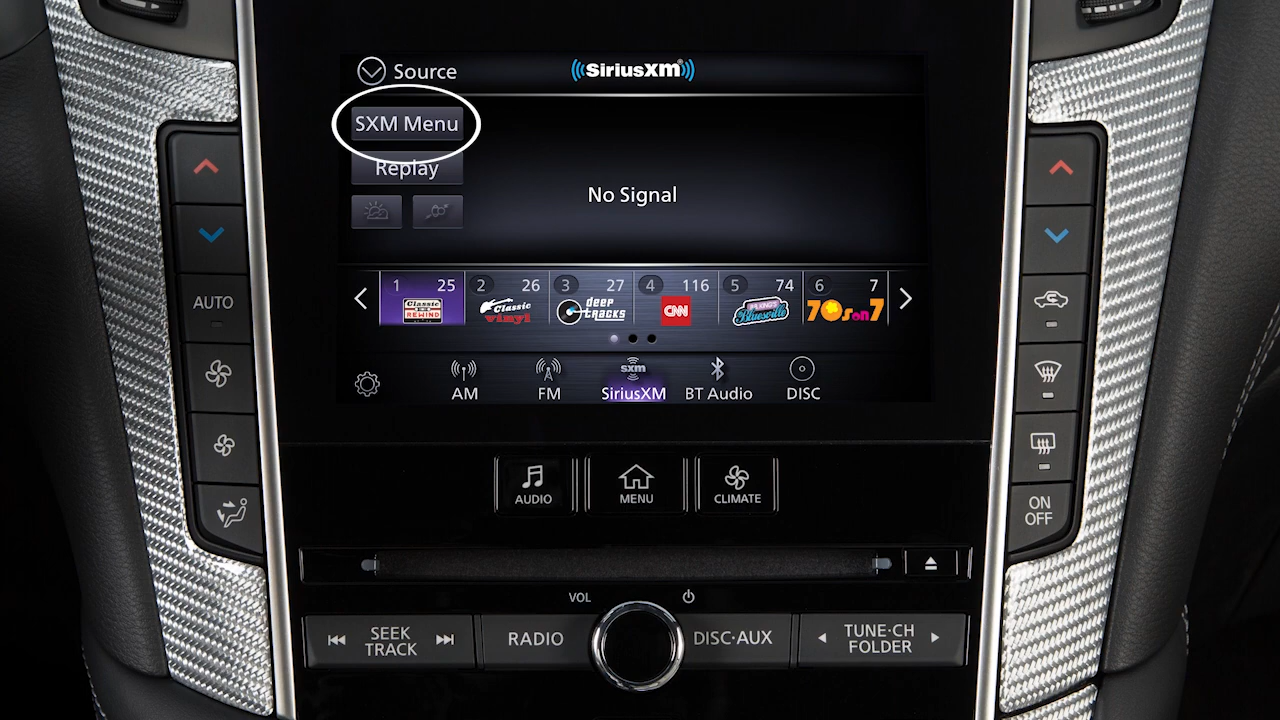 Source
SiriusXM
SXM Menu
Replay
No Signal
1 25 2 26 3 27 4 116 5 74 6 7
Classic REWIND
Classic vinyl
deep tracks
CNN
B.B. KING'S Bluesville
70s on 7
AM
FM
sxm
SiriusXM
BT Audio
DISC
AUTO
ON
OFF
AUDIO
MENU
CLIMATE
VOL
SEEK
TRACK
RADIO
DISC·AUX
TUNE·CH
FOLDER